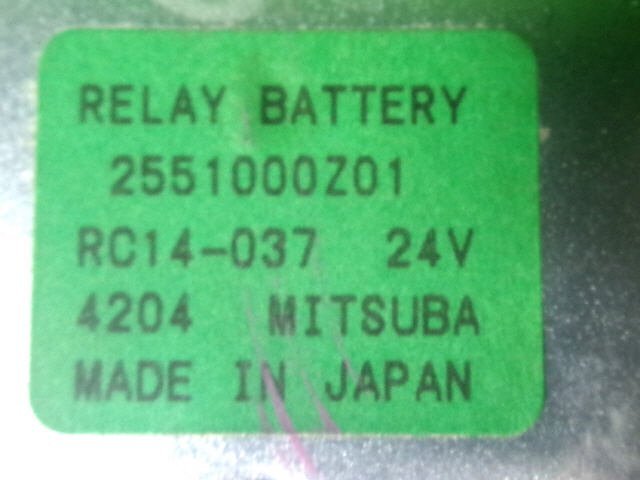 RELAY BATTERY
2551000Z01
RC14-037 24V
4204 MITSUBA
MADE IN JAPAN